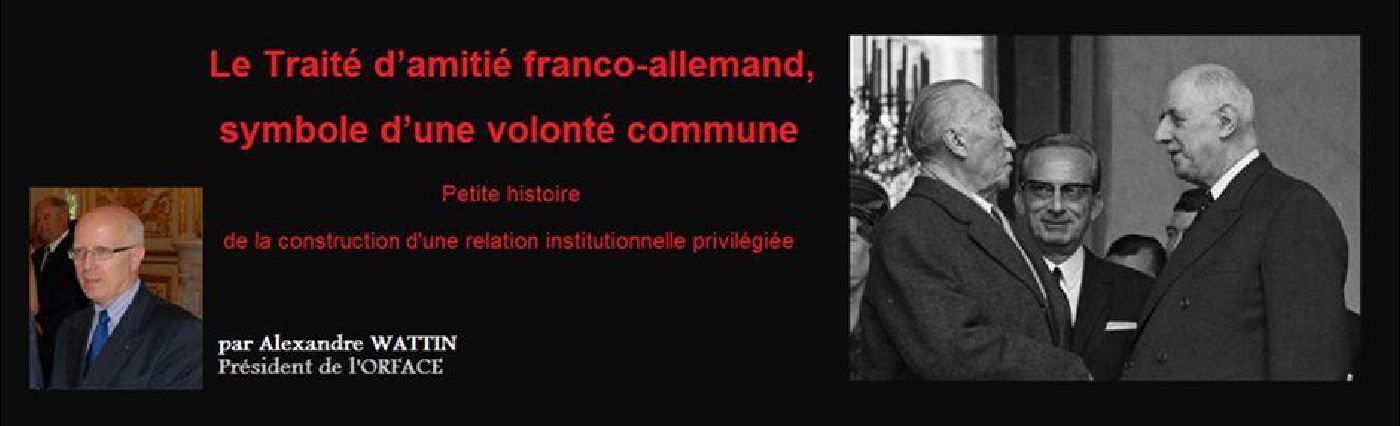 Le Traité d’amitié franco-allemand,
symbole d’une volonté commune
Petite histoire
de la construction d'une relation institutionnelle privilégiée
par Alexandre WATTIN
Président de l'ORFACE